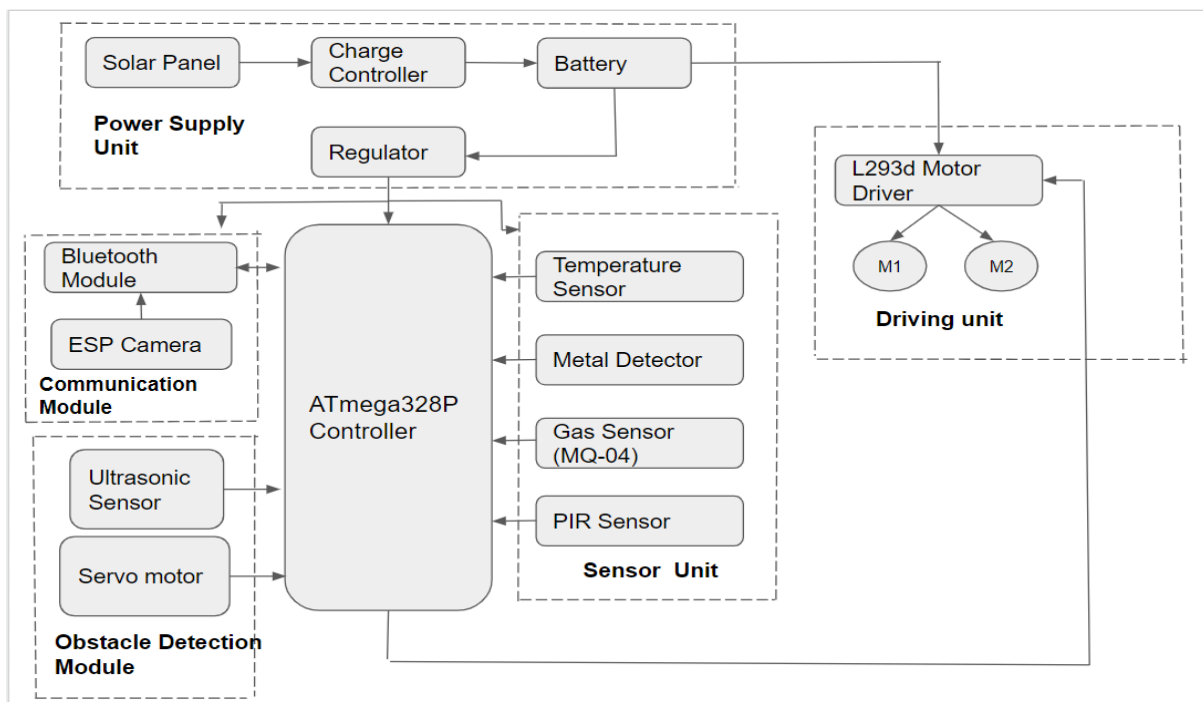 Solar Panel
Charge
Controller
Battery
Power Supply
Unit
Regulator
L293d Motor
Driver
M1
M2
Driving unit
Bluetooth
Module
ESP Camera
Communication
Module
ATmega328P
Controller
Temperature
Sensor
Metal Detector
Gas Sensor
(MQ-04)
PIR Sensor
Sensor Unit
Ultrasonic
Sensor
Servo motor
Obstacle Detection
Module